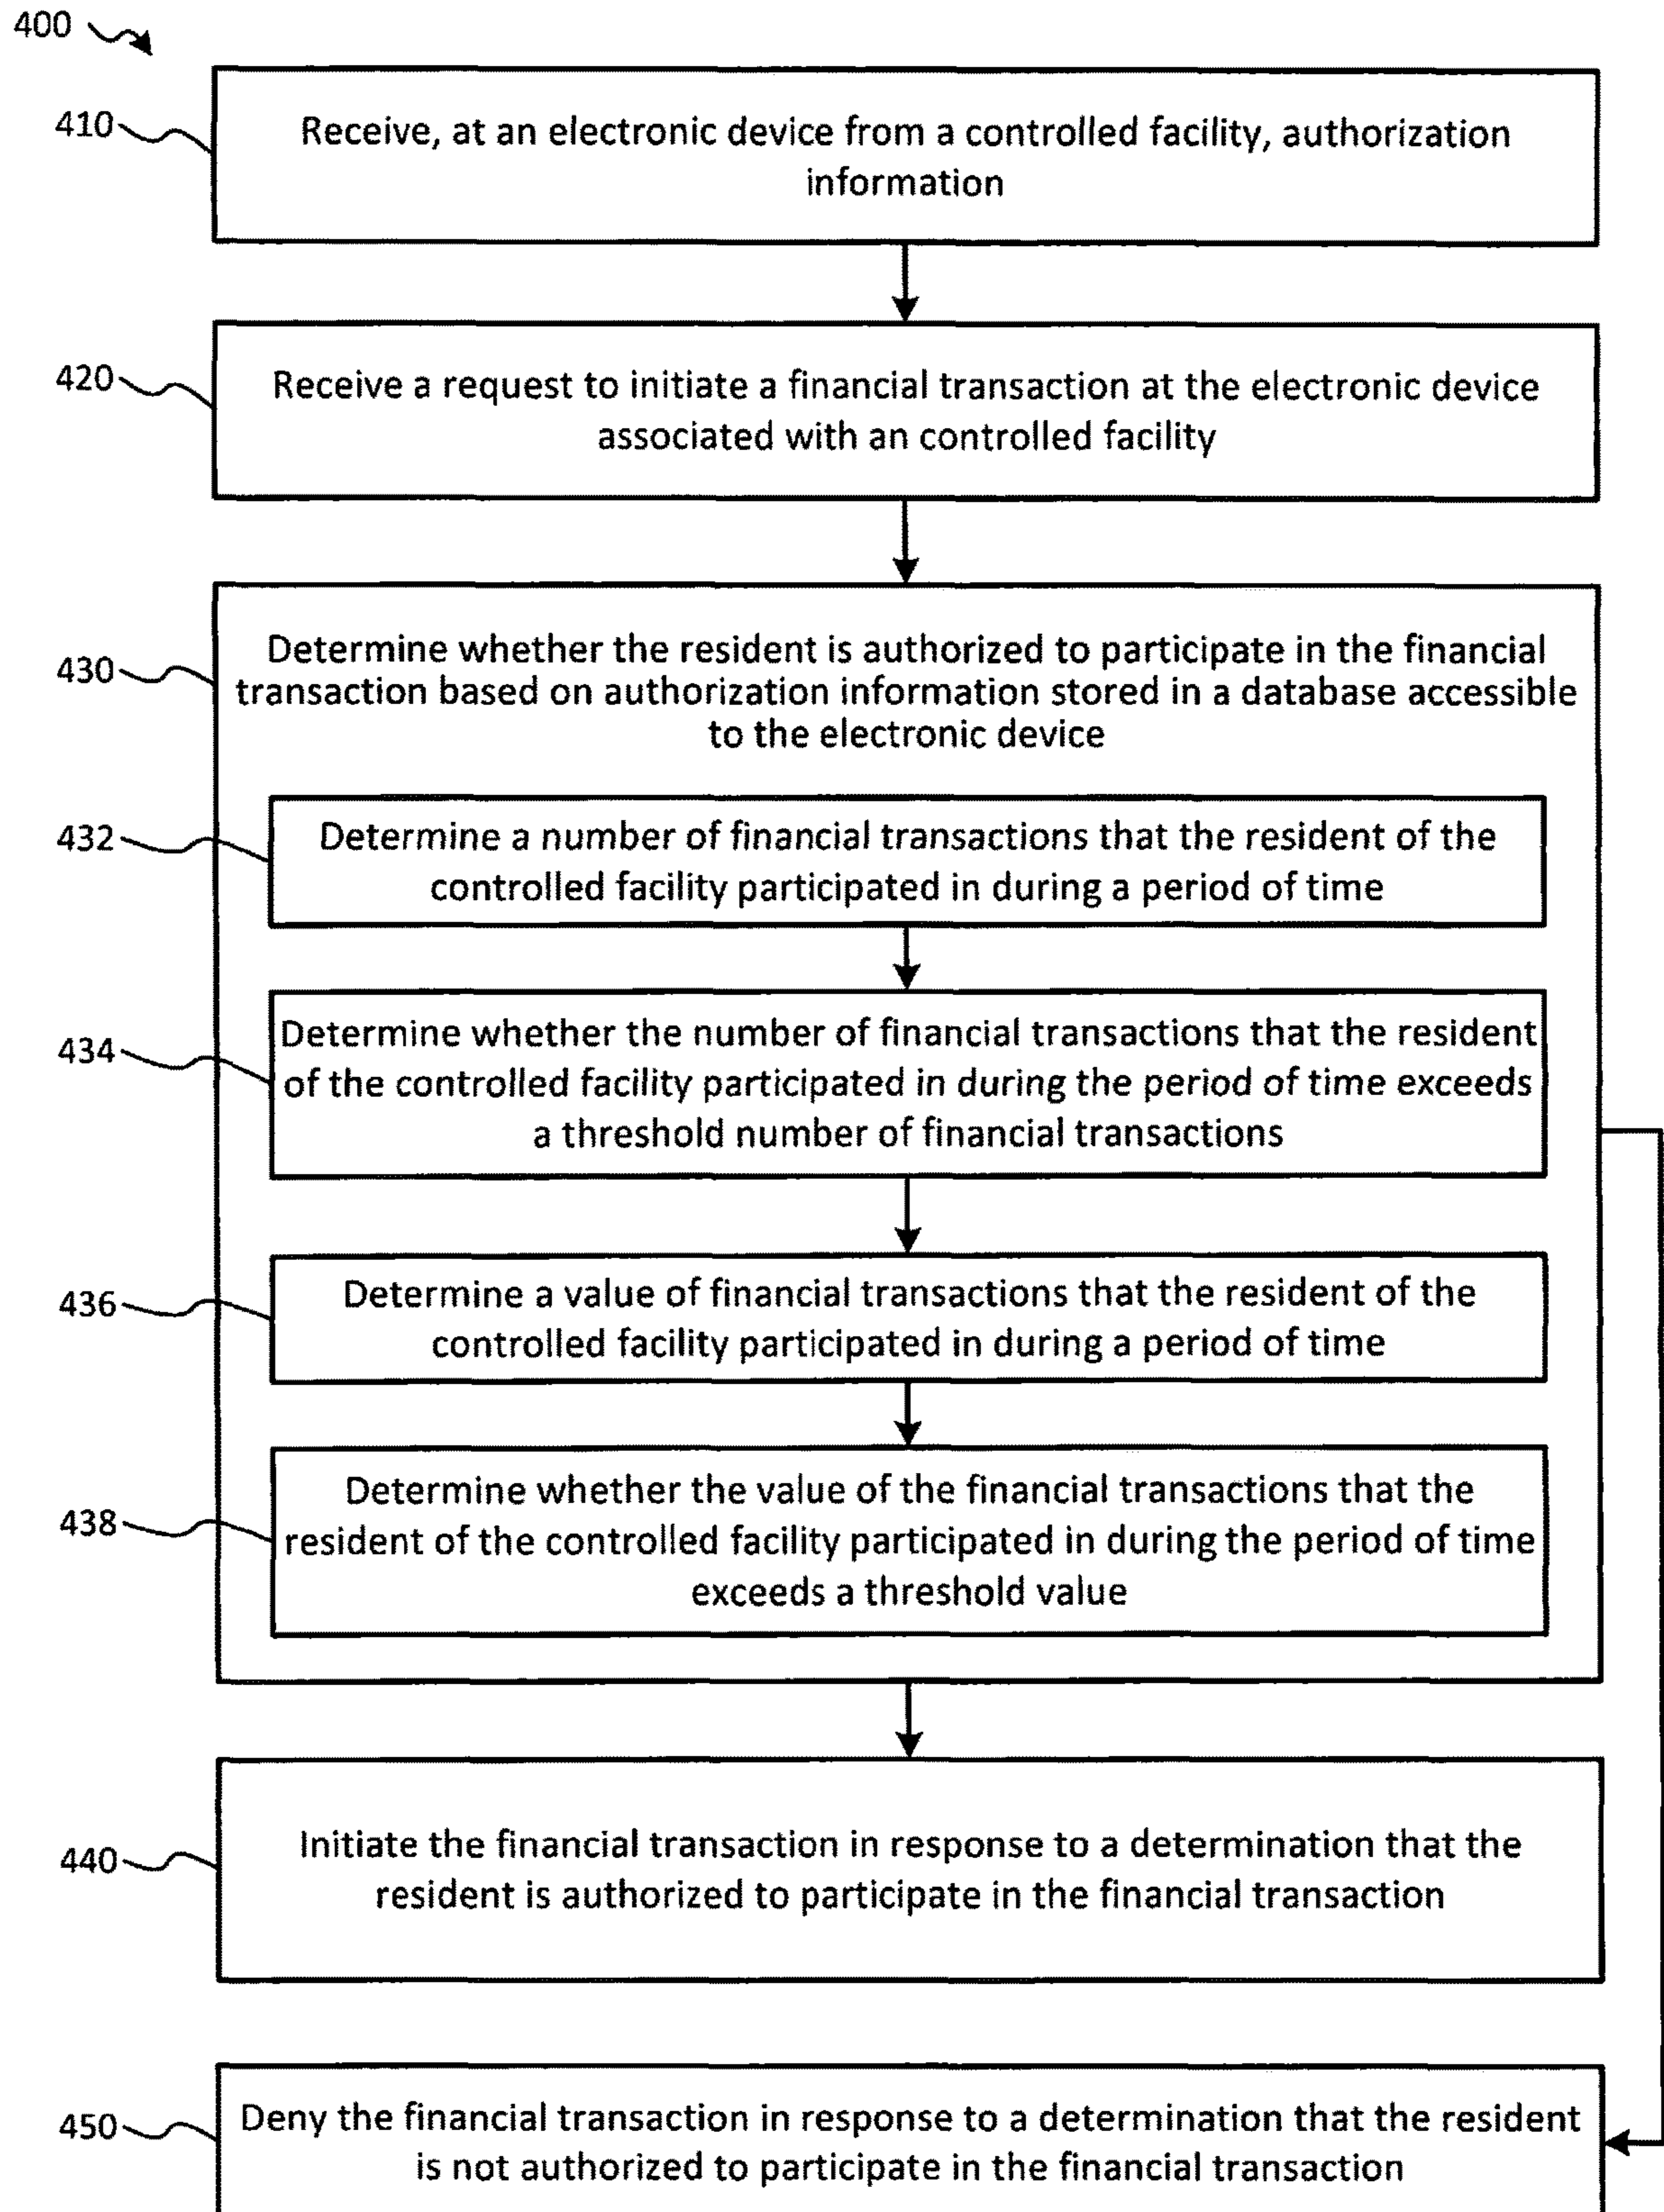 400
410
Receive, at an electronic device from a controlled facility, authorization
information
420
Receive a request to initiate a financial transaction at the electronic device
associated with an controlled facility
430
Determine whether the resident is authorized to participate in the financial
transaction based on authorization information stored in a database accessible
to the electronic device
432
Determine a number of financial transactions that the resident of the
controlled facility participated in during a period of time
434
Determine whether the number of financial transactions that the resident
of the controlled facility participated in during the period of time exceeds
a threshold number of financial transactions
436
Determine a value of financial transactions that the resident of the
controlled facility participated in during a period of time
438
Determine whether the value of the financial transactions that the
resident of the controlled facility participated in during the period of time
exceeds a threshold value
440
Initiate the financial transaction in response to a determination that the
resident is authorized to participate in the financial transaction
450
Deny the financial transaction in response to a determination that the resident
is not authorized to participate in the financial transaction